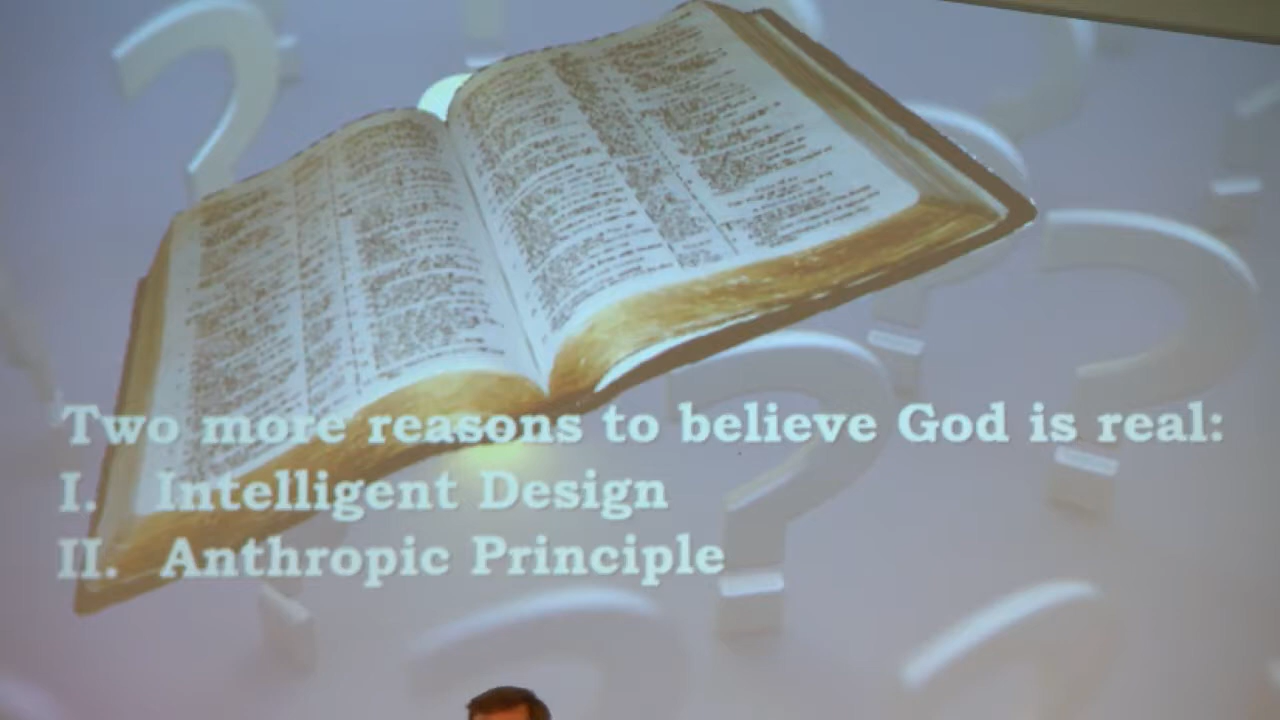 Two more reasons to believe God is real:
I. Intelligent Design
II. Anthropic Principle